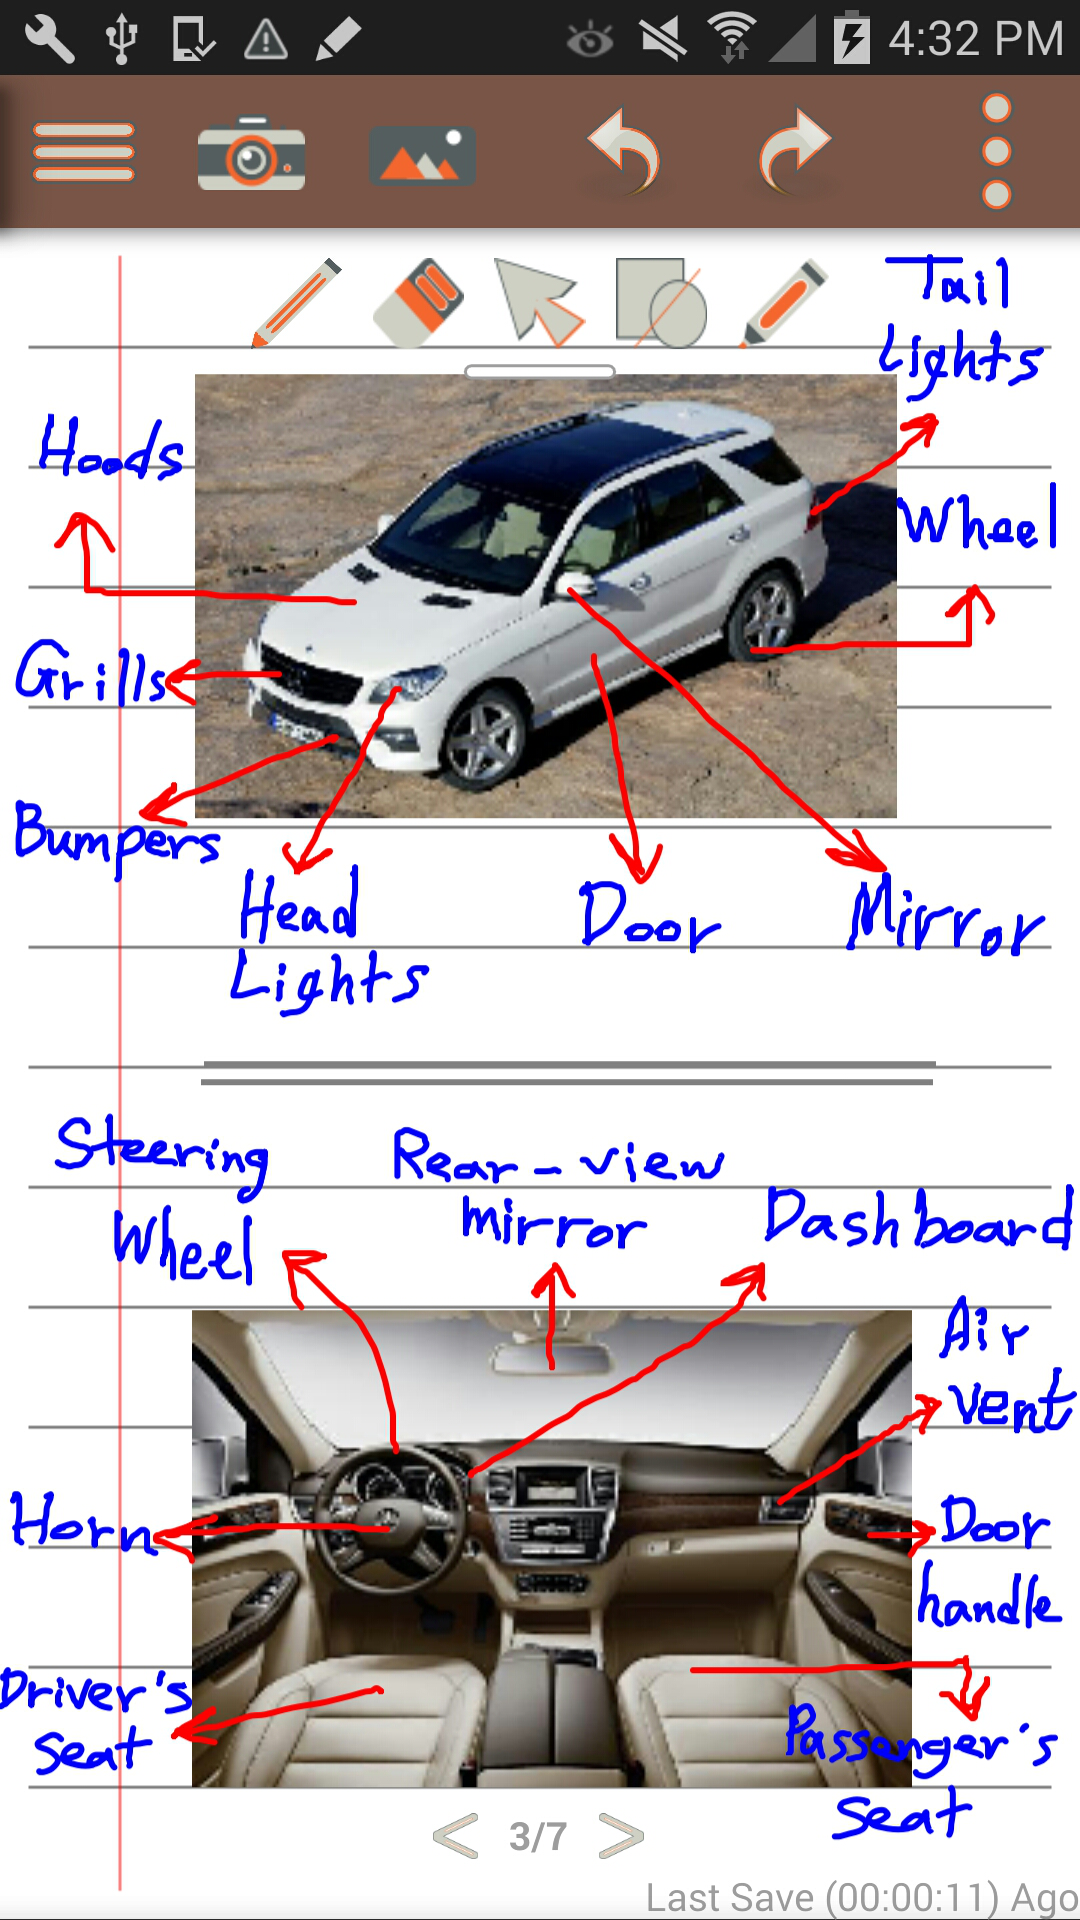 4:32 PM
Tail
Lights
Hoods
Wheel
Grills
Bumpers
Head
Lights
Door
Mirror
Steering
Wheel
Rear-view
mirror
Dashboard
Air
vent
Horn
Door
handle
Driver's
seat
Passenger's
seat
3/7
Last Save (00:00:11) Ago